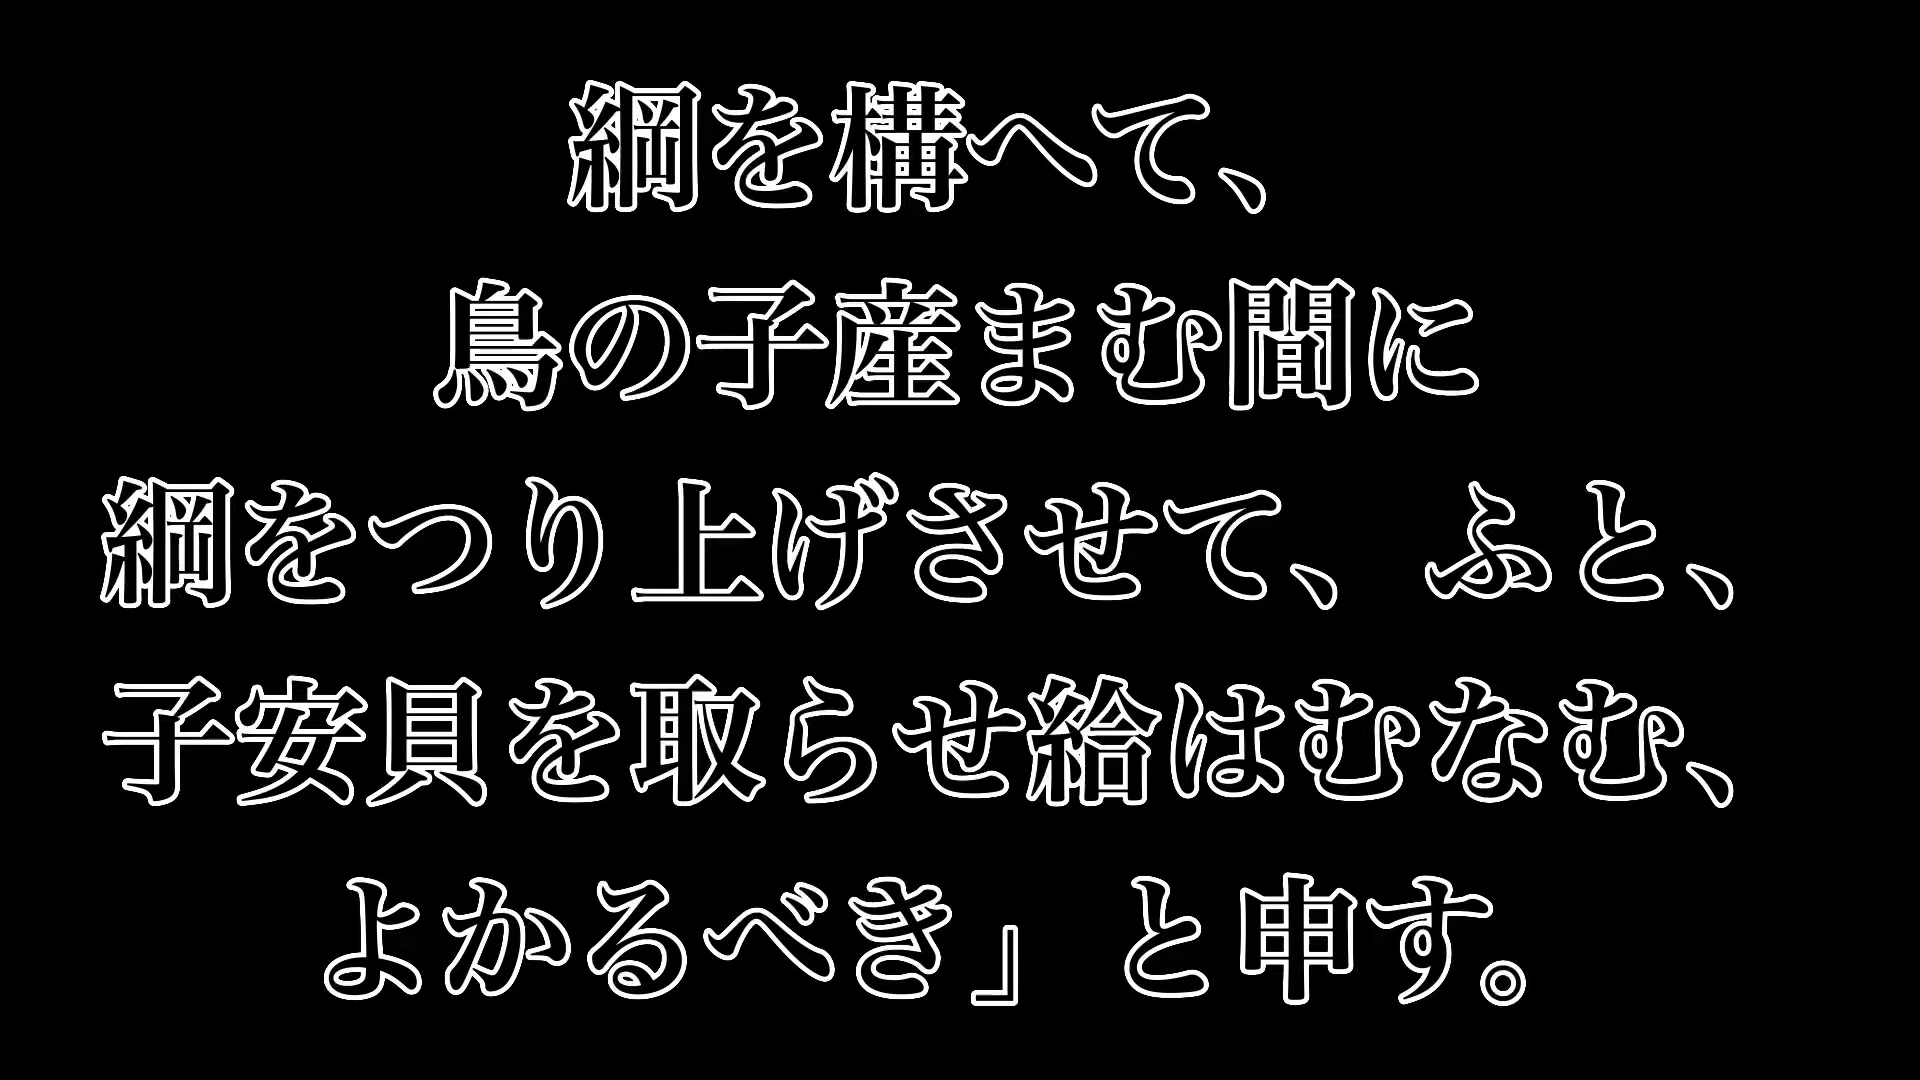 綱を構へて、
鳥の子産まむ間に
綱をつり上げさせて、ふと、
子安貝を取らせ給はむなむ、
よかるべき」と申す。